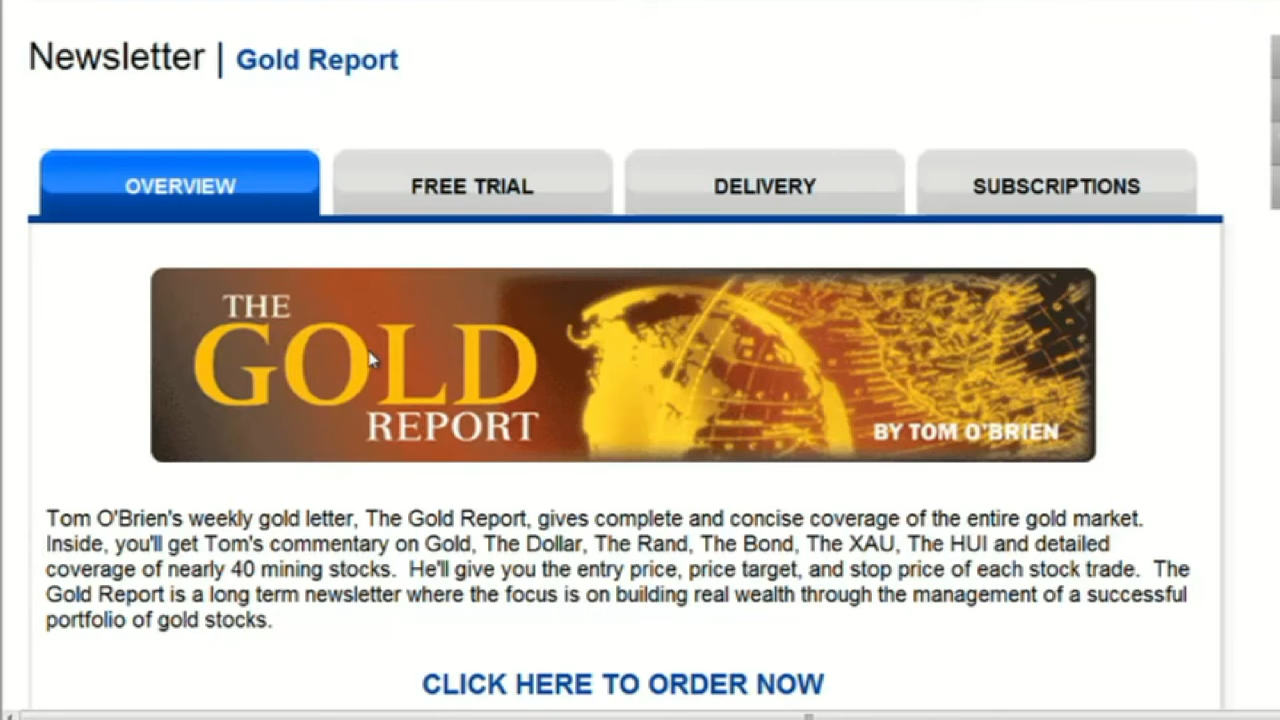 Newsletter | Gold Report
OVERVIEW
FREE TRIAL
DELIVERY
SUBSCRIPTIONS
THE
GOLD
REPORT
BY TOM O'BRIEN
Tom O'Brien's weekly gold letter, The Gold Report, gives complete and concise coverage of the entire gold market.
Inside, you'll get Tom's commentary on Gold, The Dollar, The Rand, The Bond, The XAU, The HUI and detailed
coverage of nearly 40 mining stocks. He'll give you the entry price, price target, and stop price of each stock trade. The
Gold Report is a long term newsletter where the focus is on building real wealth through the management of a successful
portfolio of gold stocks.
CLICK HERE TO ORDER NOW